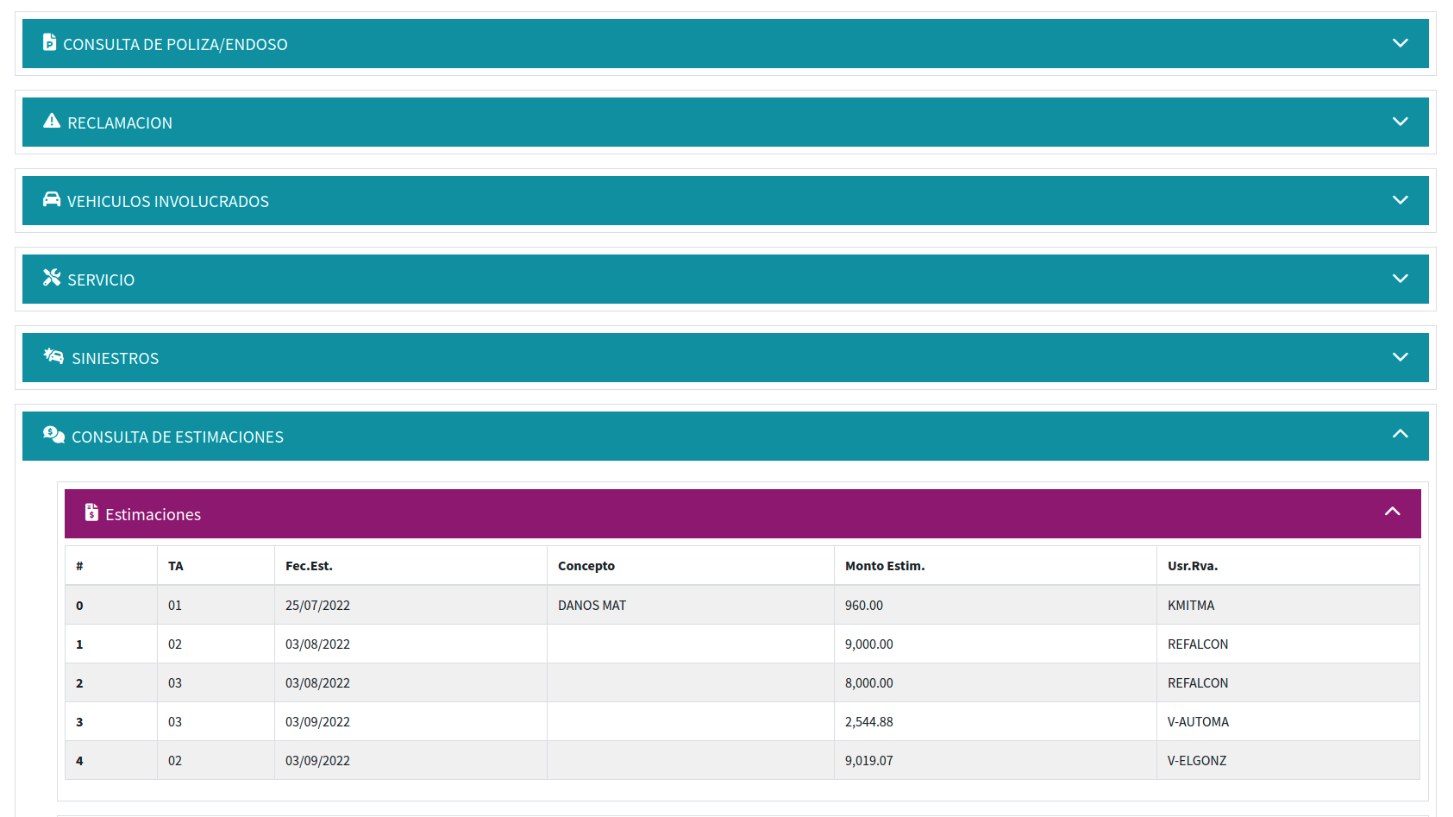 CONSULTA DE POLIZA/ENDOSO
RECLAMACION
VEHICULOS INVOLUCRADOS
SERVICIO
SINIESTROS
CONSULTA DE ESTIMACIONES
Estimaciones
# TA Fec.Est. Concepto Monto Estim. Usr.Rva.
0 01 25/07/2022 DANOS MAT 960.00 KMITMA
1 02 03/08/2022 9,000.00 REFALCON
2 03 03/08/2022 8,000.00 REFALCON
3 03 03/09/2022 2,544.88 V-AUTOMA
4 02 03/09/2022 9,019.07 V-ELGONZ